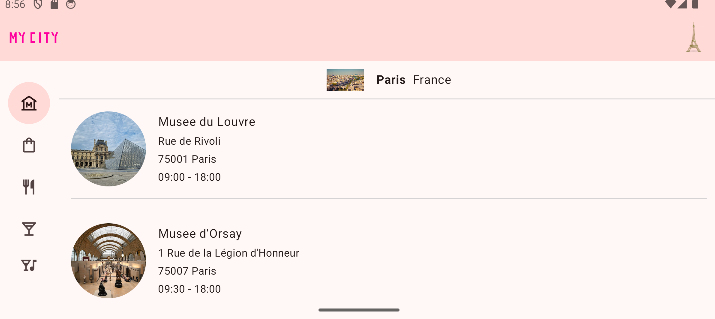 8:56
MY CITY
Paris France
Musee du Louvre
Rue de Rivoli
75001 Paris
09:00 - 18:00
Musee d'Orsay
1 Rue de la Légion d'Honneur
75007 Paris
09:30 - 18:00